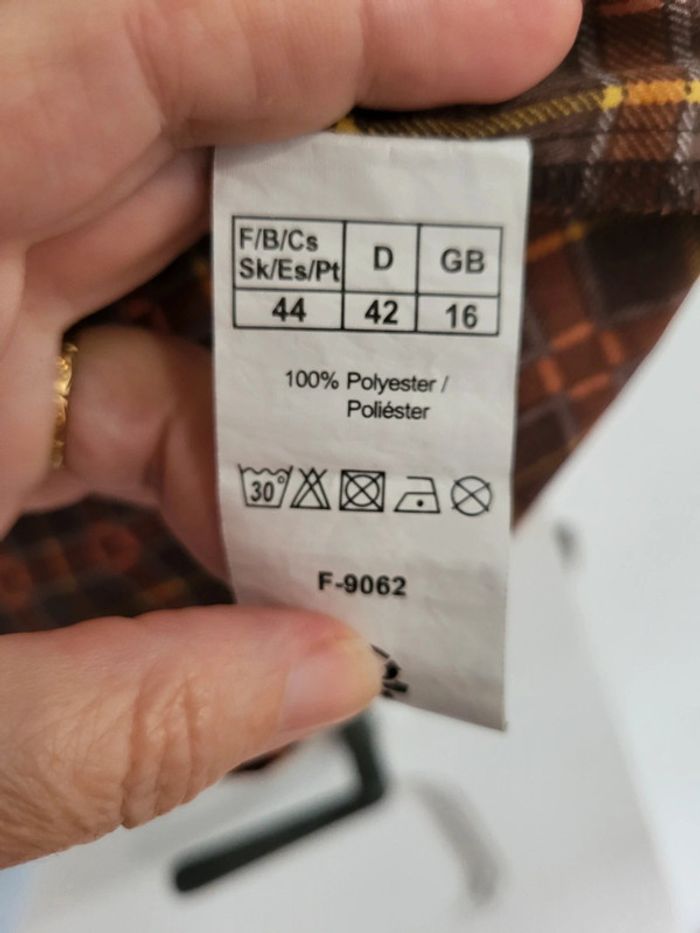 F/B/Cs D GB
Sk/Es/Pt
44 42 16
100% Polyester /
Poliéster
30°
F-9062